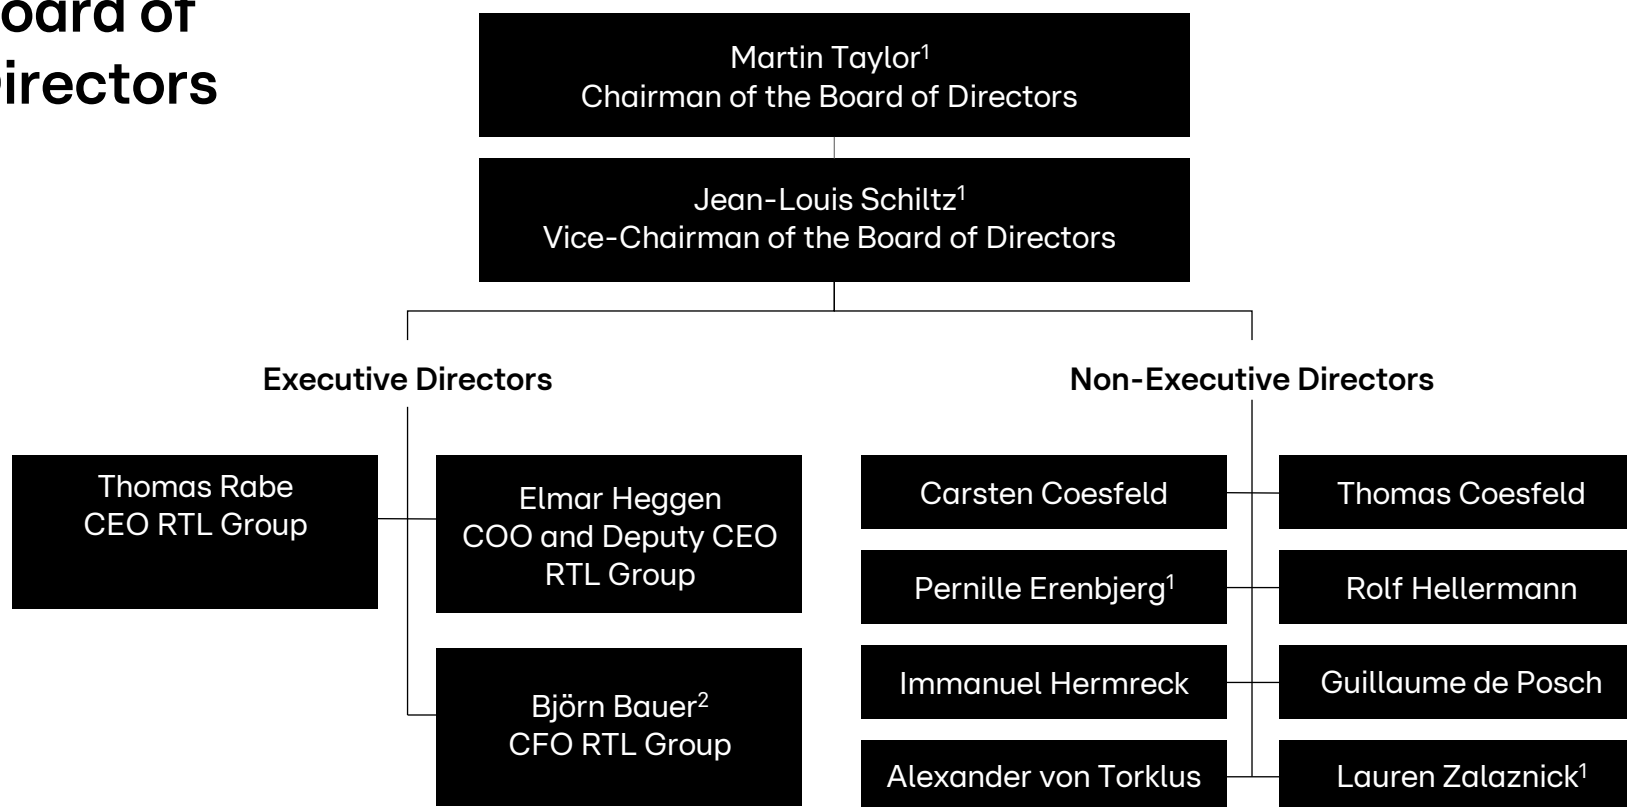 oard of
irectors
Martin Taylor¹
Chairman of the Board of Directors
Jean-Louis Schiltz¹
Vice-Chairman of the Board of Directors
Executive Directors
Non-Executive Directors
Thomas Rabe
CEO RTL Group
Elmar Heggen
COO and Deputy CEO
RTL Group
Björn Bauer²
CFO RTL Group
Carsten Coesfeld
Thomas Coesfeld
Pernille Erenbjerg¹
Rolf Hellermann
Immanuel Hermreck
Guillaume de Posch
Alexander von Torklus
Lauren Zalaznick¹